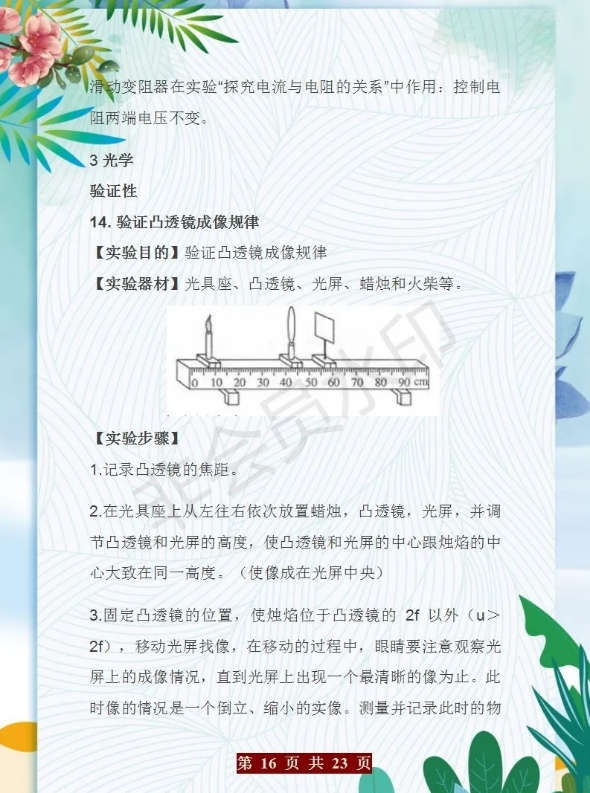 滑动变阻器在实验“探究电流与电阻的关系”中作用：控制电
阻两端电压不变。
3 光学
验证性
14. 验证凸透镜成像规律
【实验目的】验证凸透镜成像规律
【实验器材】光具座、凸透镜、光屏、蜡烛和火柴等。
0 10 20 30 40 50 60 70 80 90 cm
【实验步骤】
1.记录凸透镜的焦距。
2.在光具座上从左往右依次放置蜡烛，凸透镜，光屏，并调
节凸透镜和光屏的高度，使凸透镜和光屏的中心跟烛焰的中
心大致在同一高度。（使像成在光屏中央）
3.固定凸透镜的位置，使烛焰位于凸透镜的 2f 以外（u＞
2f），移动光屏找像，在移动的过程中，眼睛要注意观察光
屏上的成像情况，直到光屏上出现一个最清晰的像为止。此
时像的情况是一个倒立、缩小的实像。测量并记录此时的物
第 16 页 共 23 页
非会员水印